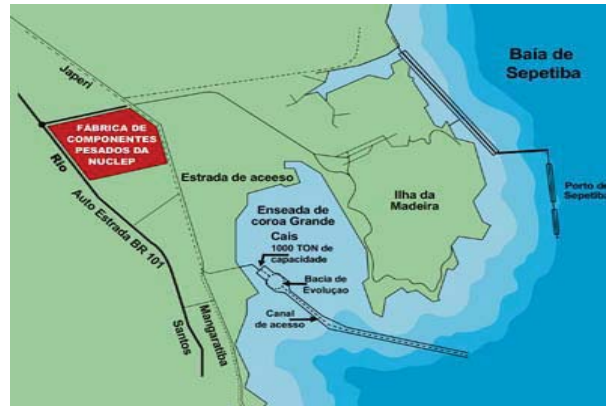 Baía de
Sepetiba
Japeri
FÁBRICA DE
COMPONENTES
PESADOS DA
NUCLEP
Rio
Auto Estrada BR 101
Estrada de aceeso
Ilha da
Madeira
Porto de
Sepetiba
Enseada de
coroa Grande
Cais
1000 TON de
capacidade
Bacia de
Evoluçao
Canal
de acesso
Mangaratiba
Santos